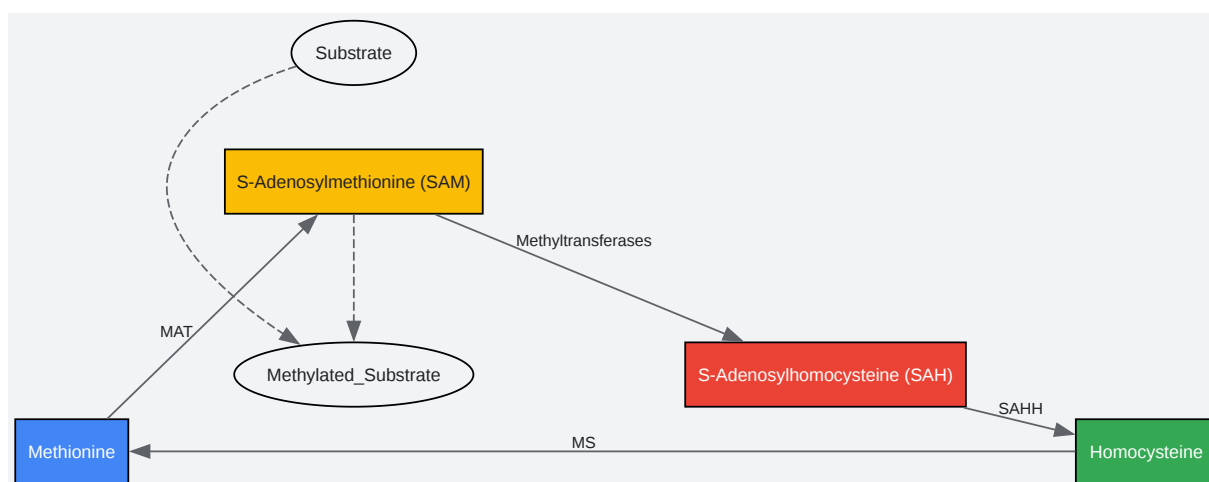 Substrate
S-Adenosylmethionine (SAM)
Methyltransferases
MAT
Methylated_Substrate
S-Adenosylhomocysteine (SAH)
SAHH
MS
Methionine
Homocysteine